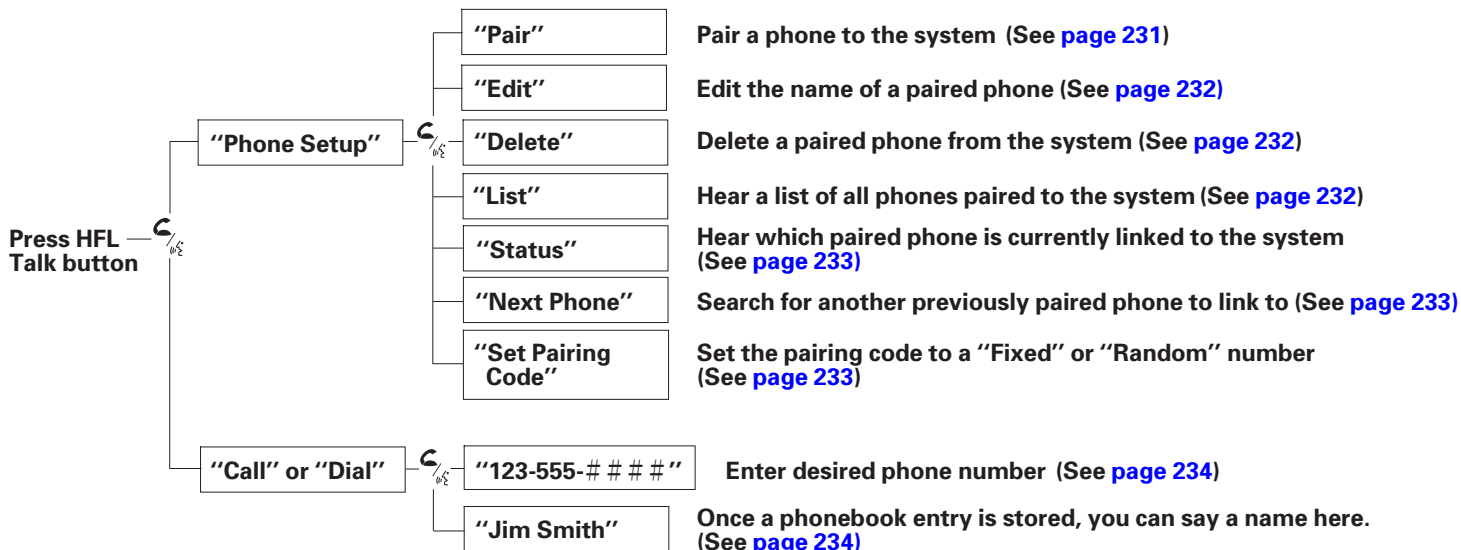 "Pair" Pair a phone to the system (See page 231)
"Edit" Edit the name of a paired phone (See page 232)
"Phone Setup" "Delete" Delete a paired phone from the system (See page 232)
"List" Hear a list of all phones paired to the system (See page 232)
Press HFL
Talk button
"Status" Hear which paired phone is currently linked to the system
(See page 233)
"Next Phone" Search for another previously paired phone to link to (See page 233)
"Set Pairing
Code"
Set the pairing code to a "Fixed" or "Random" number
(See page 233)
"Call" or "Dial" "123-555-####" Enter desired phone number (See page 234)
"Jim Smith" Once a phonebook entry is stored, you can say a name here.
(See page 234)